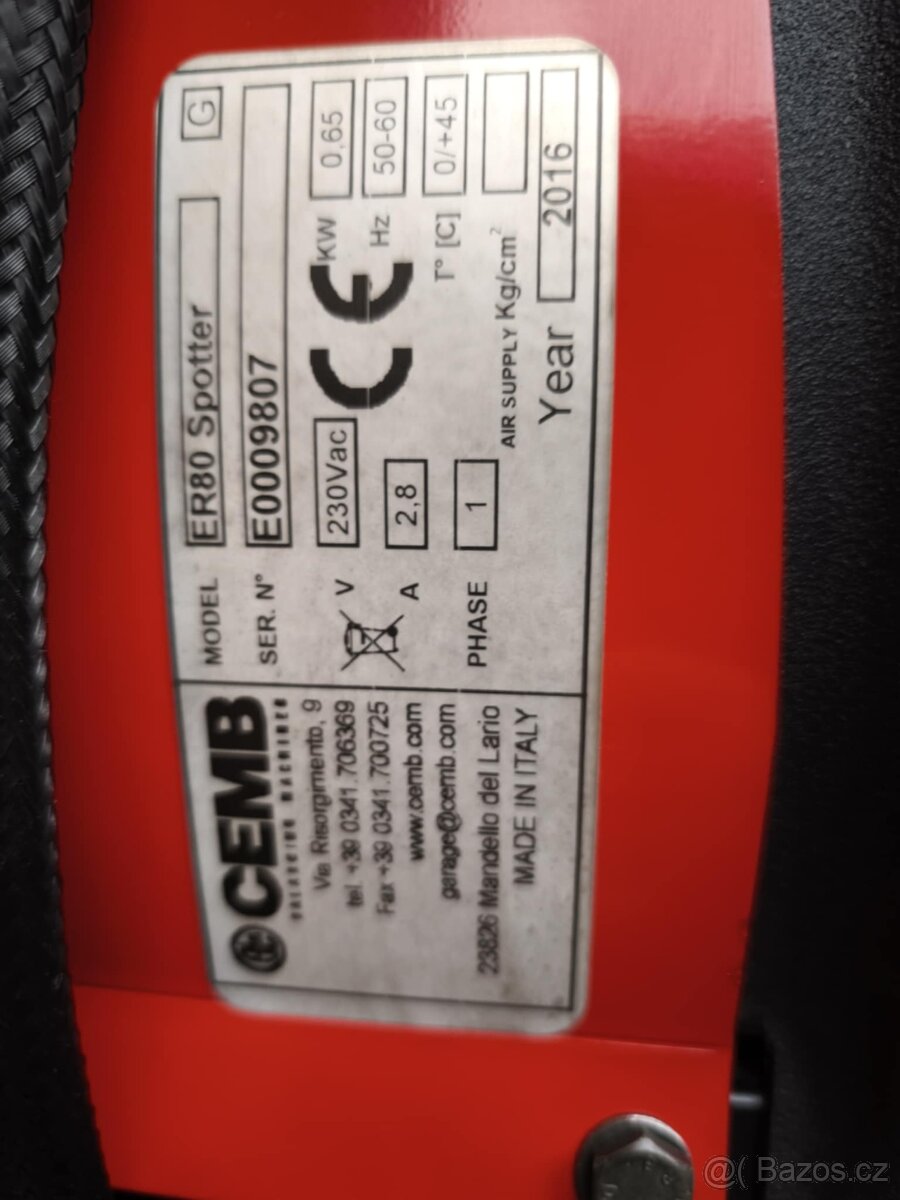 CEMB
BALANCING MACHINES
Via Risorgimento, 9
tel. +39 0341.706369
Fax +39 0341.700725
www.cemb.com
garage@cemb.com
23826 Mandello del Lario
MADE IN ITALY
MODEL ER80 Spotter G
SER. N° E0009807
V 230Vac CE KW 0,65
A 2,8 Hz 50-60
PHASE 1 T° [C] 0/+45
AIR SUPPLY Kg/cm²
Year 2016
@( Bazos.cz